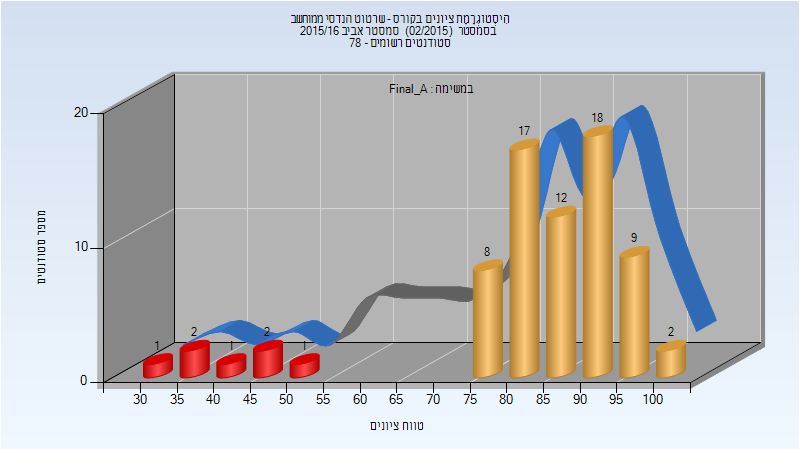 היסטוגרמת ציונים בקורס - שרטוט הנדסי ממוחשב
בסמסטר (02/2015) סמסטר אביב 2015/16
סטודנטים רשומים - 78
במשימה : Final_A
מספר סטודנטים
20
10
0
1
2
1
2
1
8
17
12
18
9
2
30 35 40 45 50 55 60 65 70 75 80 85 90 95 100
טווח ציונים